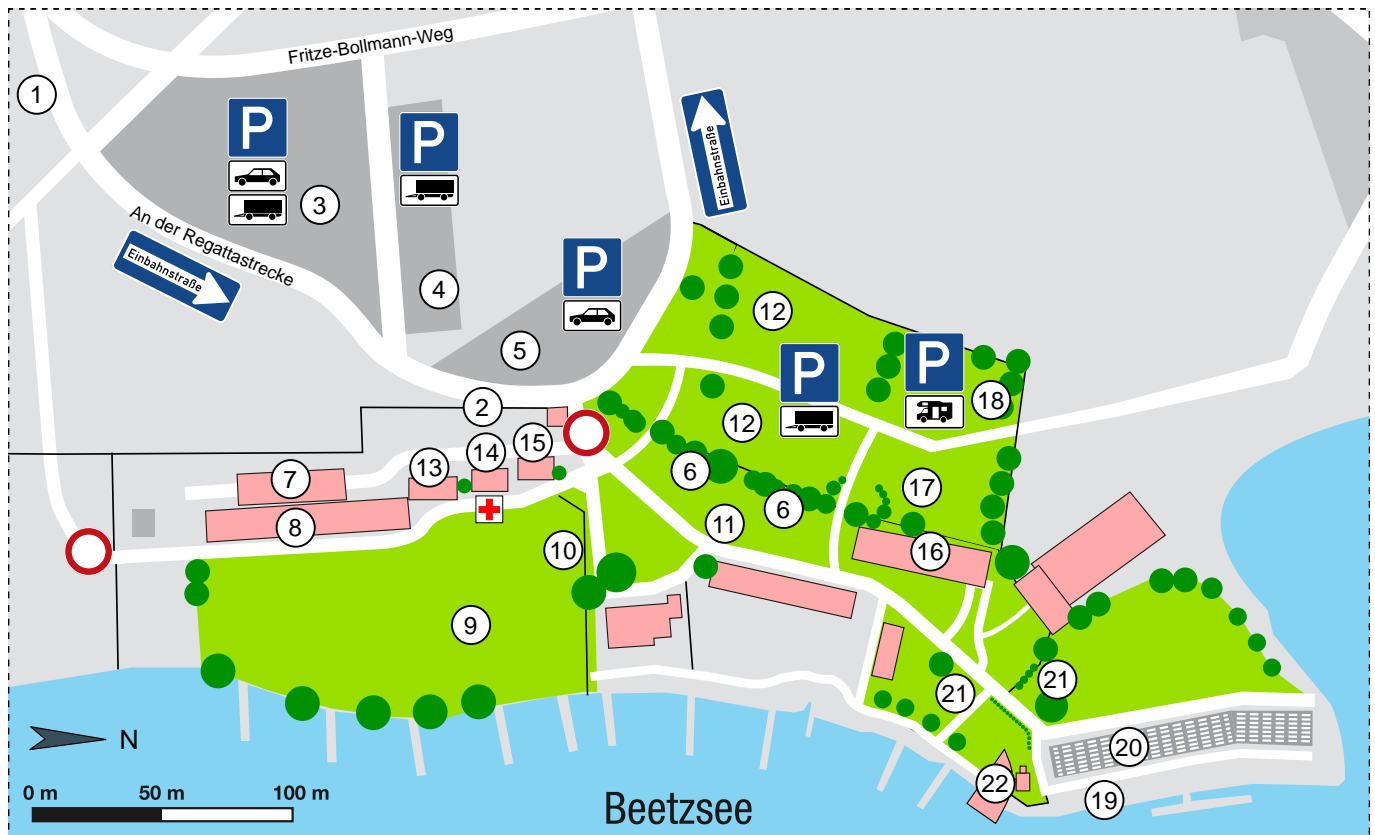 Fritze-Bollmann-Weg
1
P
P
Einbahnstraße
3
An der Regattastrecke
Einbahnstraße
P
4
12
5
P
P
18
2
12
15
14
13
6
7
17
6
8
11
10
16
9
21
21
N
20
22
19
0 m 50 m 100 m
Beetzsee